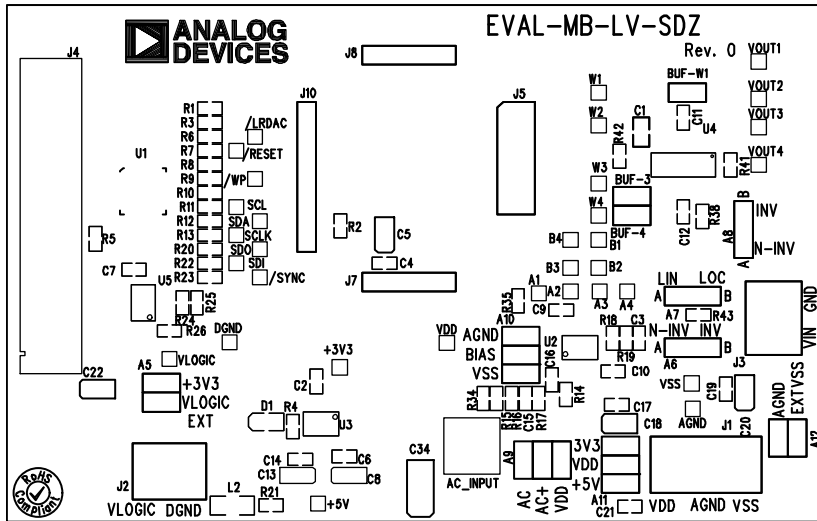 ANALOG
DEVICES
EVAL-MB-LV-SDZ
Rev. 0
VOUT1
VOUT2
VOUT3
VOUT4
J4
J8
J10
J5
U1
R1
R3
R6
R7
R8
R9
R10
R11
R12
R13
R20
R22
R23
/LRDAC
/RESET
/WP
SCL
SDA
SCLK
SDO
SDI
/SYNC
R5
C7
U5
R24
R25
R26
DGND
VLOGIC
R2
C5
C4
J7
W1
W2
W3
W4
R42
C1
BUF-W1
C11
U4
R41
BUF-3
BUF-4
C12
R38
A8
B
A
INV
N-INV
B4
B1
B3
B2
A1
A2
A3
A4
R35
C9
LIN
LOC
A
B
A7
R43
N-INV
INV
A
B
A6
GND
VIN
VDD
A10
AGND
BIAS
VSS
U2
R18
R19
C3
C10
C16
R14
R34
R15
R16
C15
R17
J3
C19
C20
VSS
AGND
EXTVSS
AGND
A12
C22
A5
+3V3
VLOGIC
EXT
+3V3
C2
D1
R4
U3
C14
C13
C6
C8
C34
AC_INPUT
A9
AC
AC+
VDD
C17
C18
3V3
VDD
+5V
A11
C21
J1
VDD
AGND
VSS
J2
VLOGIC
DGND
L2
R21
+5V
RoHS
Compliant